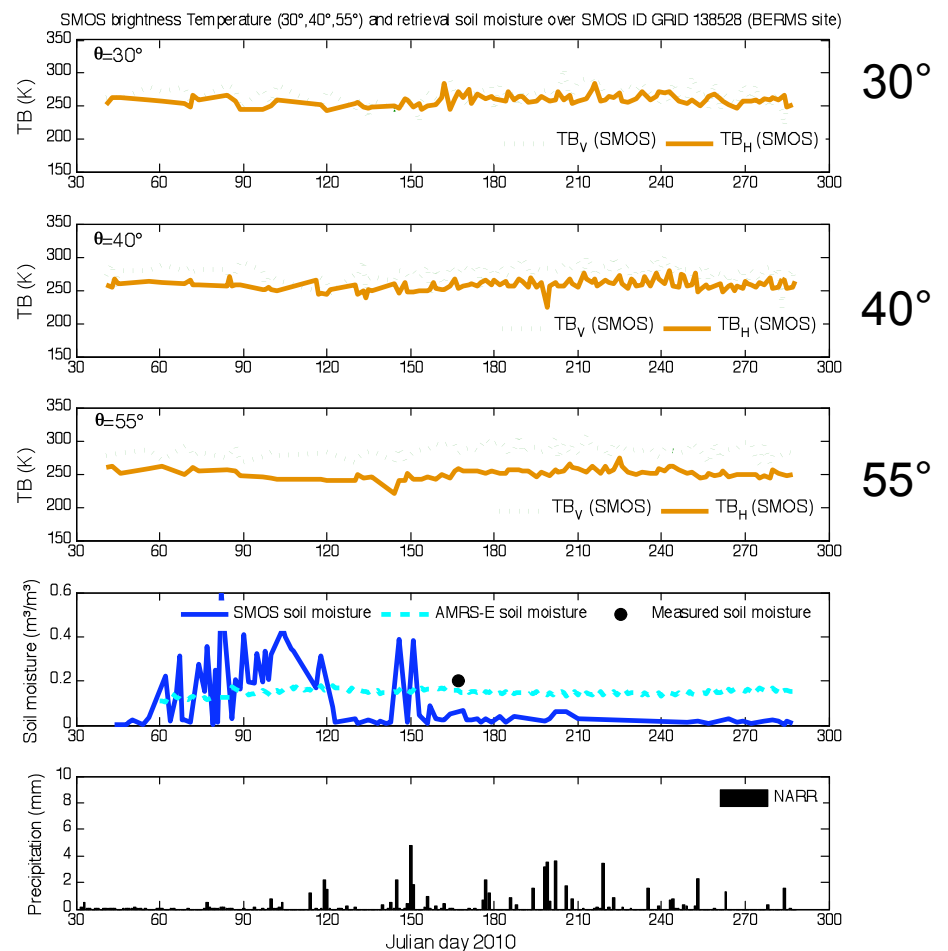 SMOS brightness Temperature (30°,40°,55°) and retrieval soil moisture over SMOS ID GRID 138528 (BERMS site)
350
300
250
200
150
TB (K)
θ=30°
TB_V (SMOS)
TB_H (SMOS)
30 60 90 120 150 180 210 240 270 300
30°
350
300
250
200
150
TB (K)
θ=40°
TB_V (SMOS)
TB_H (SMOS)
30 60 90 120 150 180 210 240 270 300
40°
350
300
250
200
150
TB (K)
θ=55°
TB_V (SMOS)
TB_H (SMOS)
30 60 90 120 150 180 210 240 270 300
55°
0.6
0.4
0.2
0
Soil moisture (m³/m³)
SMOS soil moisture
AMRS-E soil moisture
Measured soil moisture
30 60 90 120 150 180 210 240 270 300
10
8
6
4
2
0
Precipitation (mm)
NARR
30 60 90 120 150 180 210 240 270 300
Julian day 2010